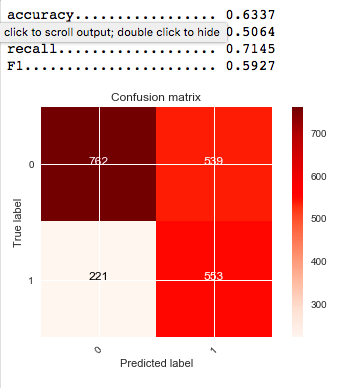 accuracy................. 0.6337
click to scroll output; double click to hide 0.5064
recall................... 0.7145
F1....................... 0.5927
Confusion matrix
0
762
539
1
221
553
0
1
True label
Predicted label
700
600
500
400
300